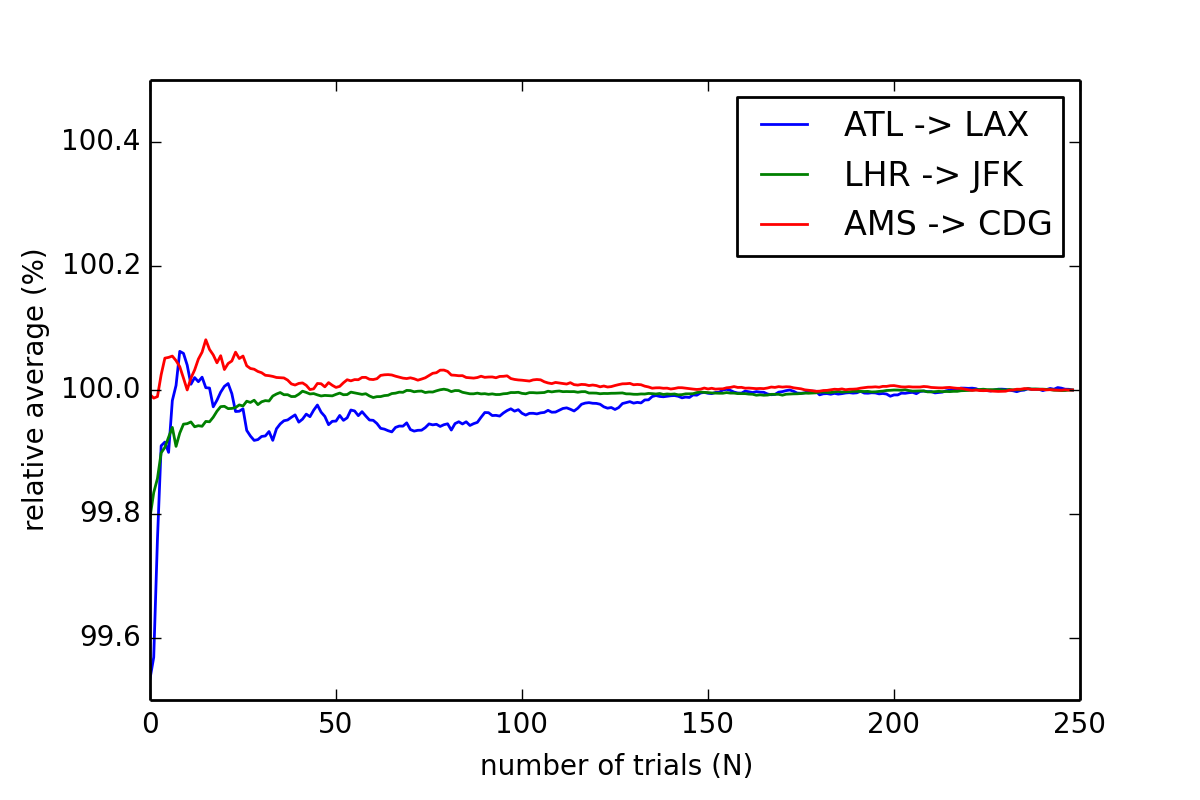 ATL -> LAX
LHR -> JFK
AMS -> CDG
100.4
100.2
100.0
99.8
99.6
relative average (%)
0 50 100 150 200 250
number of trials (N)